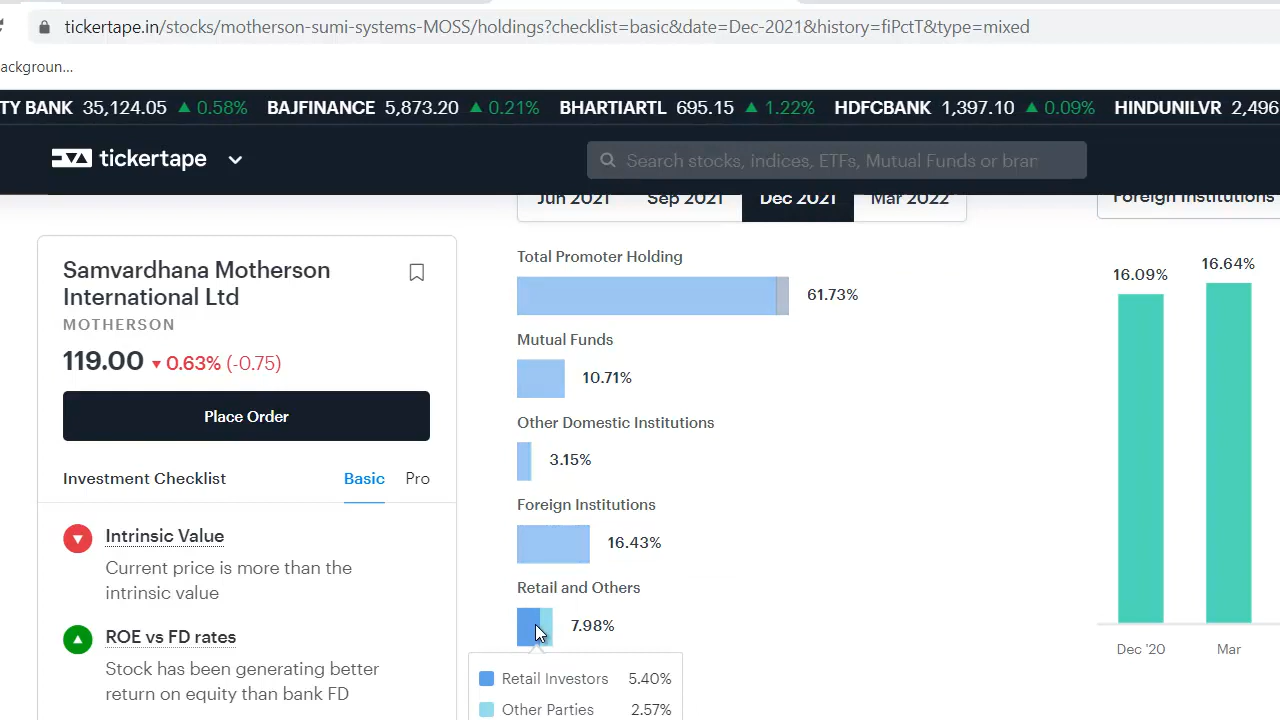 tickertape.in/stocks/motherson-sumi-systems-MOSS/holdings?checklist=basic&date=Dec-2021&history=fiPctT&type=mixed
ackgroun...
TY BANK 35,124.05 ▲ 0.58% BAJFINANCE 5,873.20 ▲ 0.21% BHARTIARTL 695.15 ▲ 1.22% HDFCBANK 1,397.10 ▲ 0.09% HINDUNILVR 2,496
tickertape
Search stocks, indices, ETFs, Mutual Funds or bran
Jun 2021 Sep 2021 Dec 2021 Mar 2022
Foreign Institutions
Samvardhana Motherson
International Ltd
MOTHERSON
119.00 ▼ 0.63% (-0.75)
Place Order
Investment Checklist Basic Pro
Intrinsic Value
Current price is more than the
intrinsic value
ROE vs FD rates
Stock has been generating better
return on equity than bank FD
Total Promoter Holding
61.73%
Mutual Funds
10.71%
Other Domestic Institutions
3.15%
Foreign Institutions
16.43%
Retail and Others
7.98%
Retail Investors 5.40%
Other Parties 2.57%
16.09% 16.64%
Dec '20 Mar